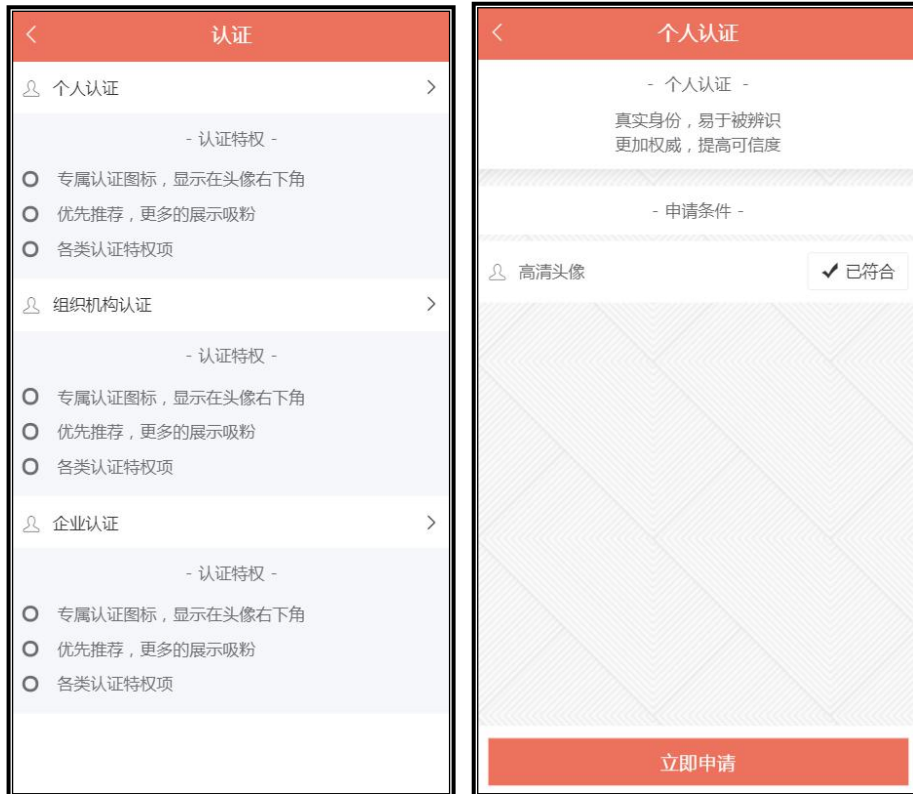 认证
个人认证
- 认证特权 -
专属认证图标，显示在头像右下角
优先推荐，更多的展示吸粉
各类认证特权项
组织机构认证
- 认证特权 -
专属认证图标，显示在头像右下角
优先推荐，更多的展示吸粉
各类认证特权项
企业认证
- 认证特权 -
专属认证图标，显示在头像右下角
优先推荐，更多的展示吸粉
各类认证特权项
个人认证
- 个人认证 -
真实身份，易于被辨识
更加权威，提高可信度
- 申请条件 -
高清头像
已符合
立即申请